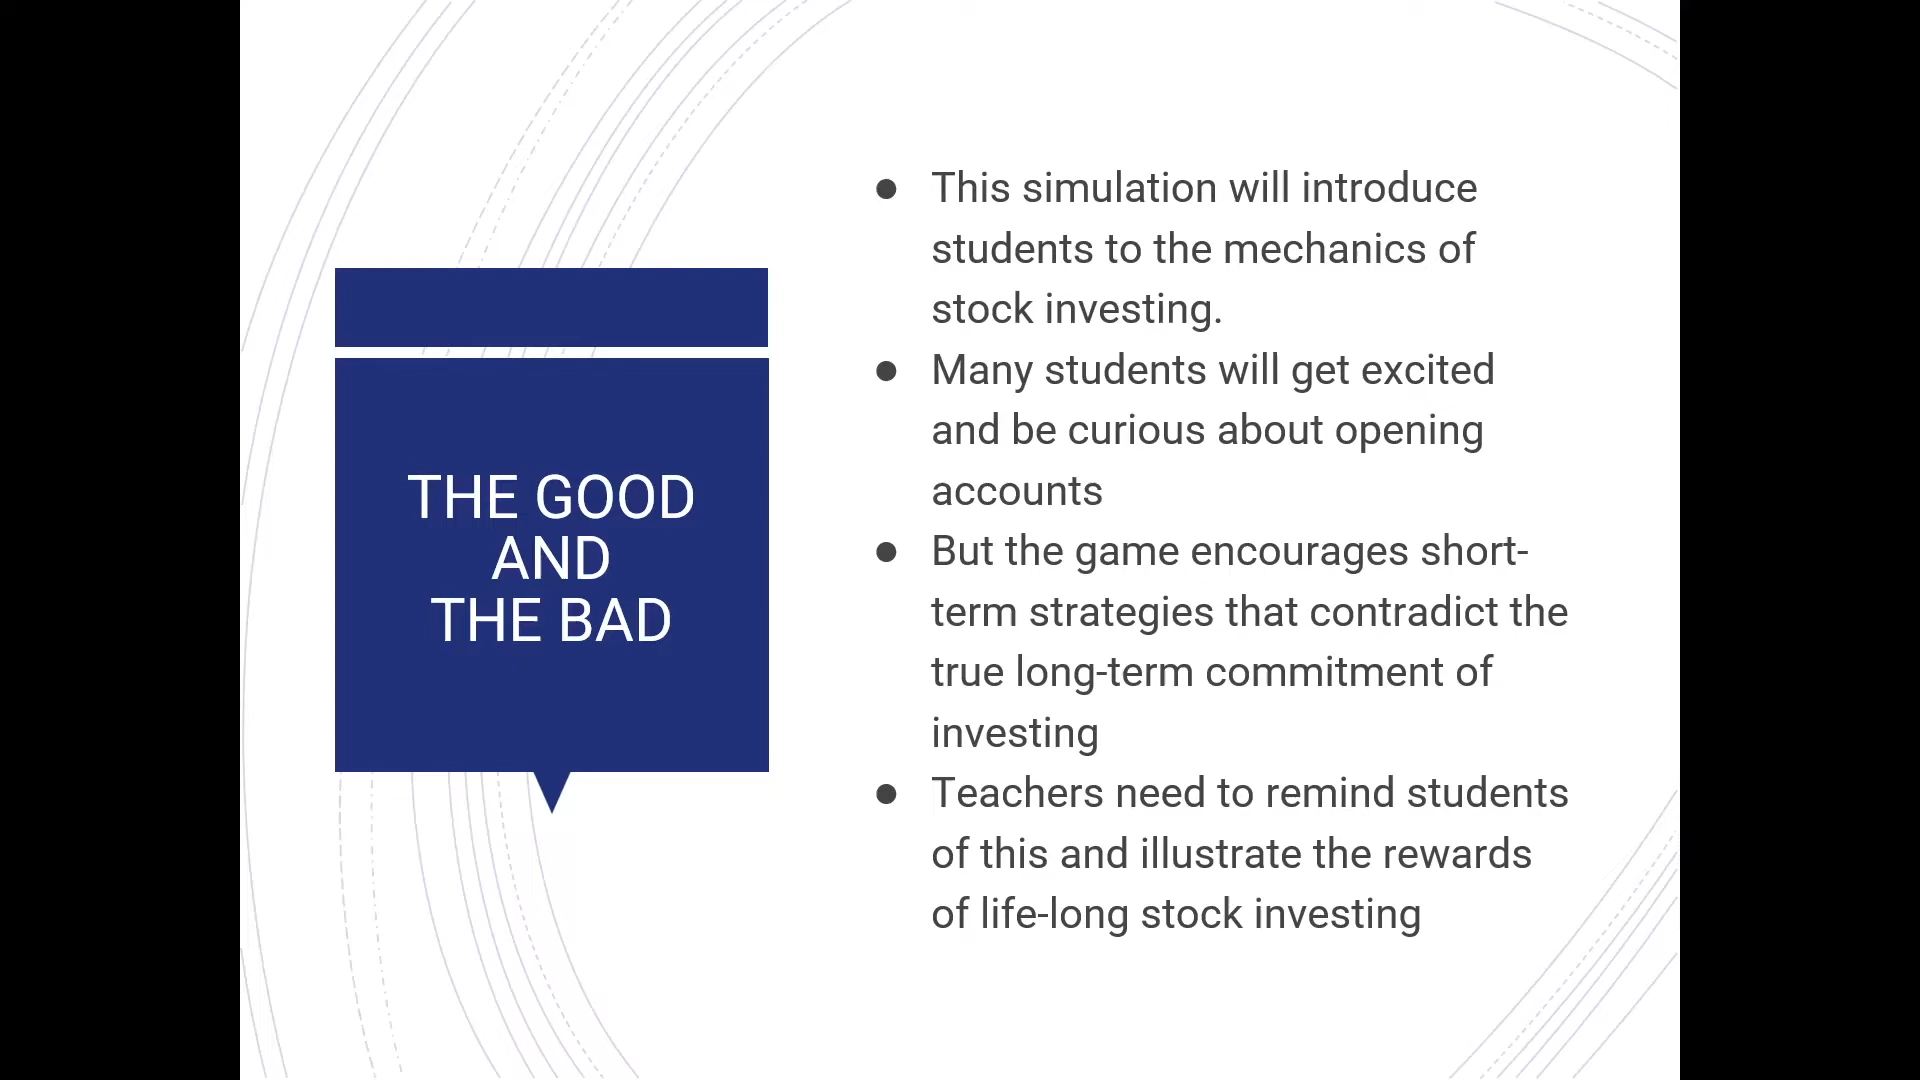 THE GOOD
AND
THE BAD
● This simulation will introduce
students to the mechanics of
stock investing.
● Many students will get excited
and be curious about opening
accounts
● But the game encourages short-
term strategies that contradict the
true long-term commitment of
investing
● Teachers need to remind students
of this and illustrate the rewards
of life-long stock investing